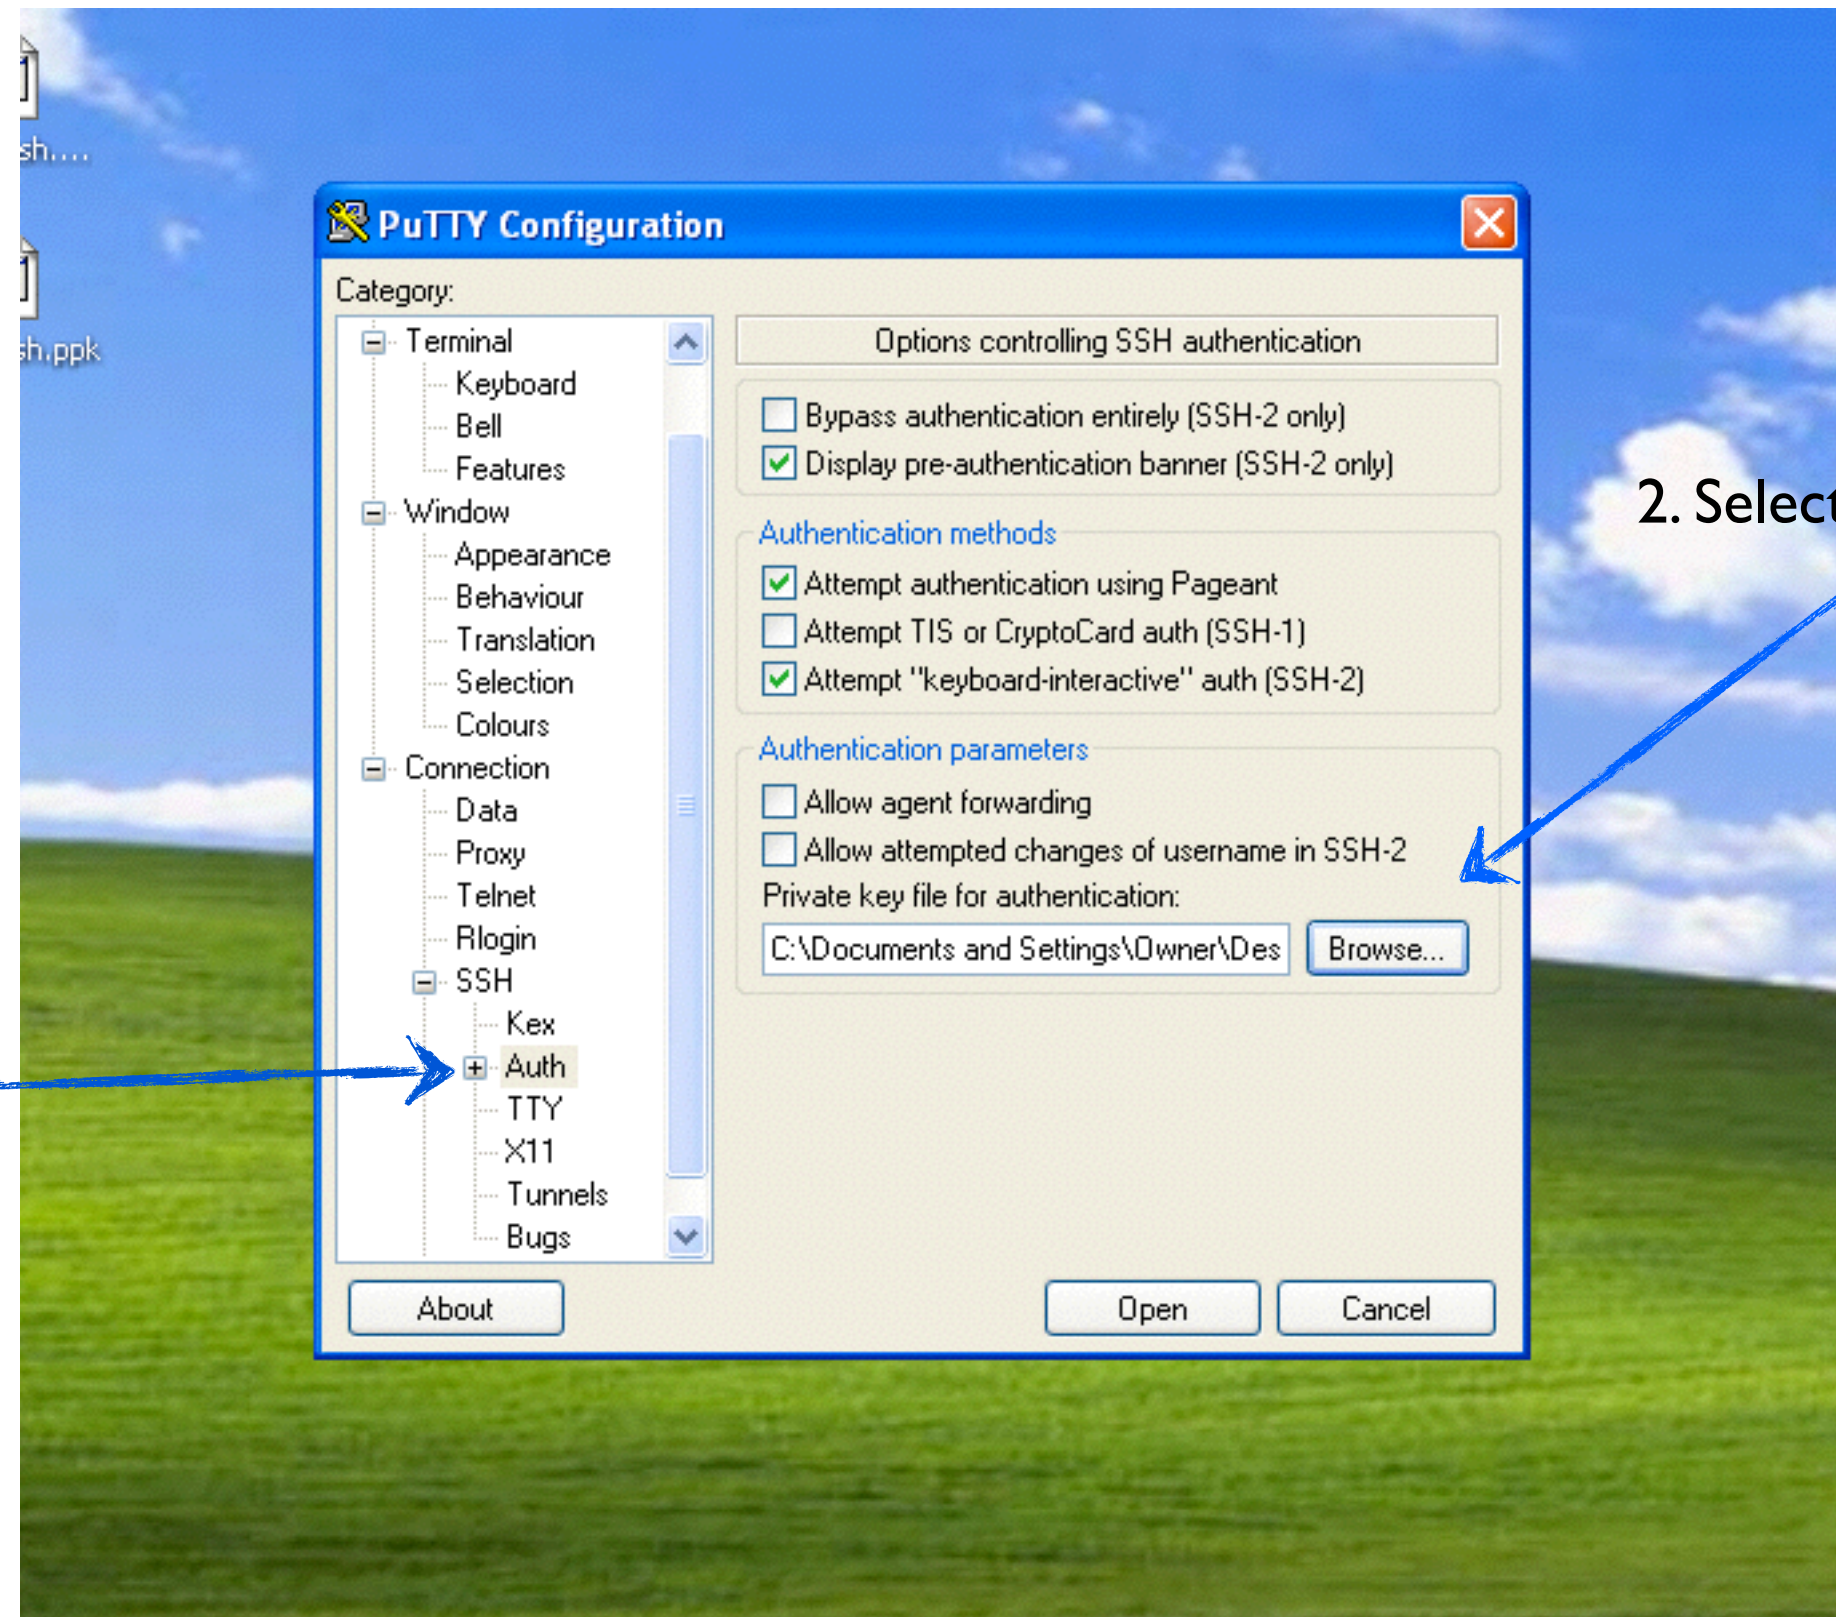 sh....
sh.ppk
PuTTY Configuration
Category:
Terminal
Keyboard
Bell
Features
Window
Appearance
Behaviour
Translation
Selection
Colours
Connection
Data
Proxy
Telnet
Rlogin
SSH
Kex
Auth
TTY
X11
Tunnels
Bugs
Options controlling SSH authentication
Bypass authentication entirely (SSH-2 only)
Display pre-authentication banner (SSH-2 only)
Authentication methods
Attempt authentication using Pageant
Attempt TIS or CryptoCard auth (SSH-1)
Attempt "keyboard-interactive" auth (SSH-2)
Authentication parameters
Allow agent forwarding
Allow attempted changes of username in SSH-2
Private key file for authentication:
C:\Documents and Settings\Owner\Des
Browse...
About
Open
Cancel
2. Select